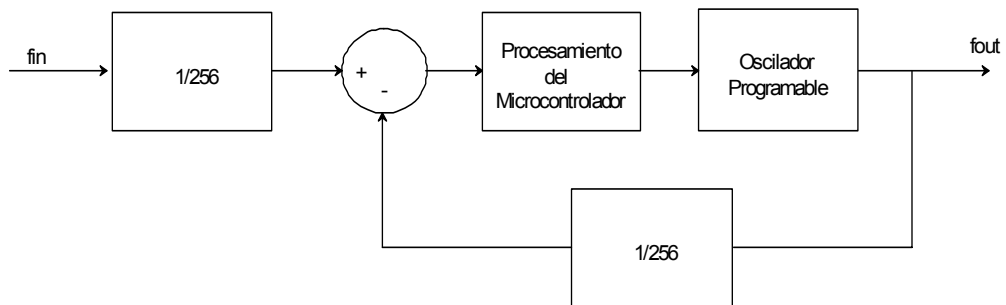 fin
1/256
+
-
Procesamiento
del
Microcontrolador
Oscilador
Programable
fout
1/256